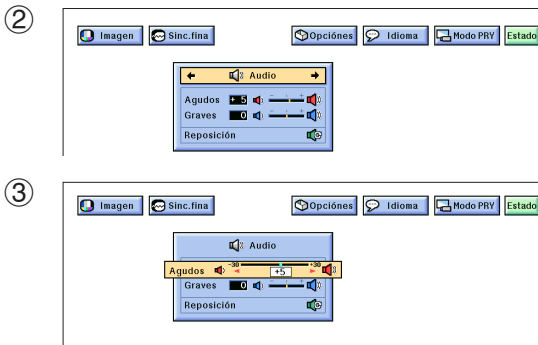 ②
Imagen Sinc.fina Opciónes Idioma Modo PRY Estado
Audio
Agudos + 5 - +
Graves 0 - +
Reposición
③
Imagen Sinc.fina Opciónes Idioma Modo PRY Estado
Audio
-30 +30
Agudos +5
Graves 0 - +
Reposición